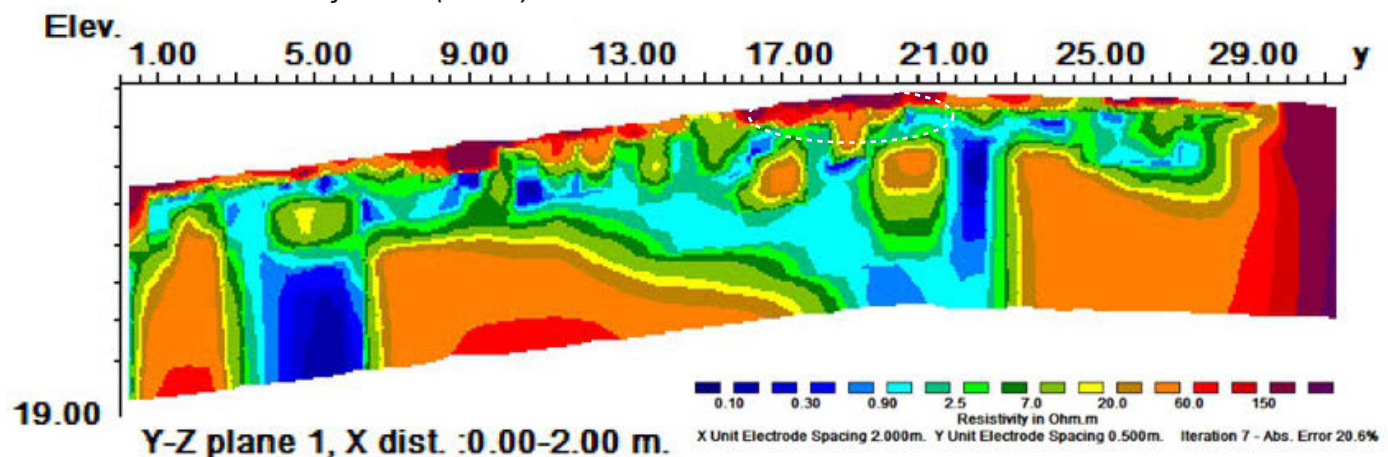 Elev.
1.00 5.00 9.00 13.00 17.00 21.00 25.00 29.00 y
19.00
0.10 0.30 0.90 2.5 7.0 20.0 60.0 150
Resistivity in Ohm.m
Y-Z plane 1, X dist. :0.00-2.00 m.
X Unit Electrode Spacing 2.000m. Y Unit Electrode Spacing 0.500m. Iteration 7 - Abs. Error 20.6%